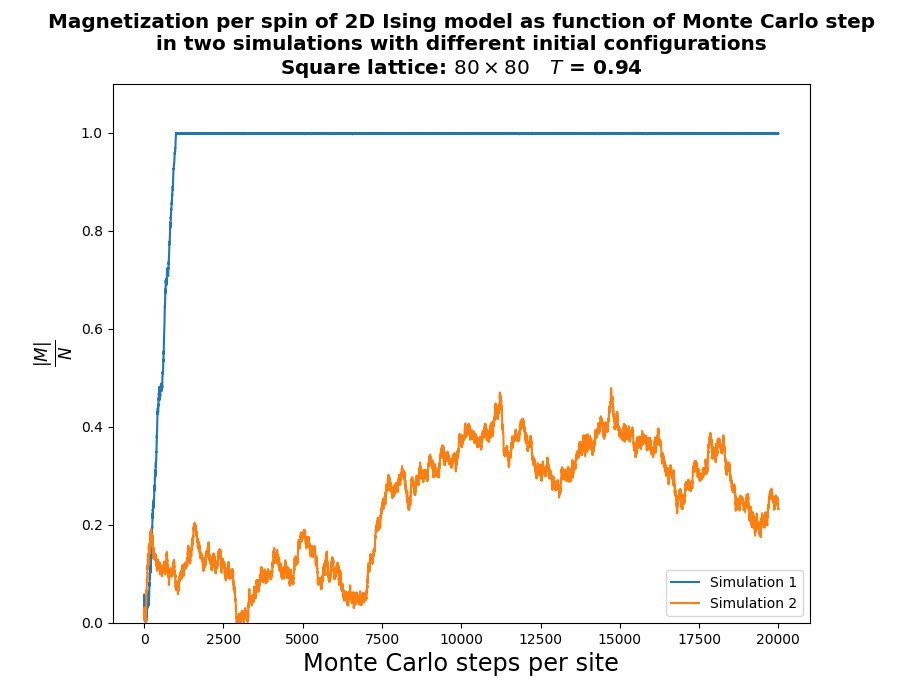 Magnetization per spin of 2D Ising model as function of Monte Carlo step
in two simulations with different initial configurations
Square lattice: 80 × 80 T = 0.94
1.0
0.8
0.6
0.4
0.2
0.0
|M|
N
0
2500
5000
7500
10000
12500
15000
17500
20000
Monte Carlo steps per site
Simulation 1
Simulation 2